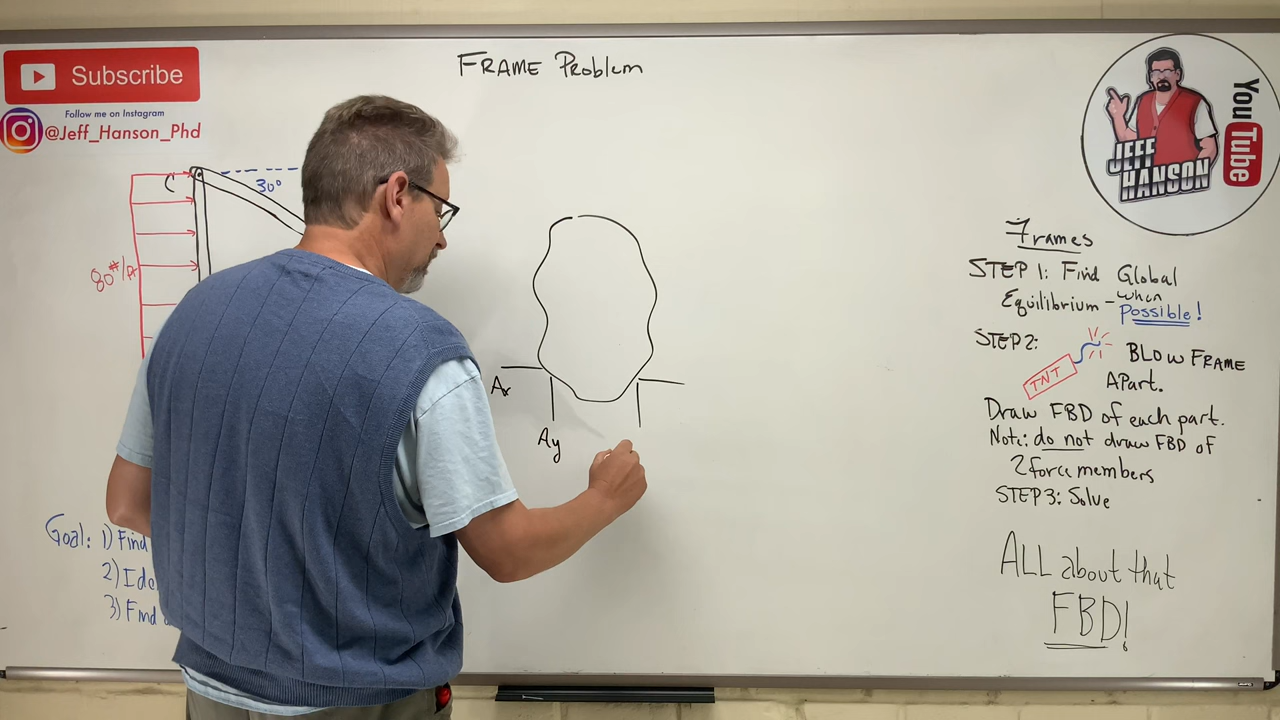 FRAME Problem
Subscribe
Follow me on Instagram
@Jeff_Hanson_Phd
C
30°
80#/ft
Ax
Ay
Goal: 1) Find
2) Ide
3) Find
YouTube
JEFF
HANSON
Frames
STEP 1: Find Global
Equilibrium - when
Possible!
STEP 2:
TNT
BLOW FRAME
APart.
Draw FBD of each part.
Note: do not draw FBD of
2 force members
STEP 3: Solve
ALL about that
FBD!